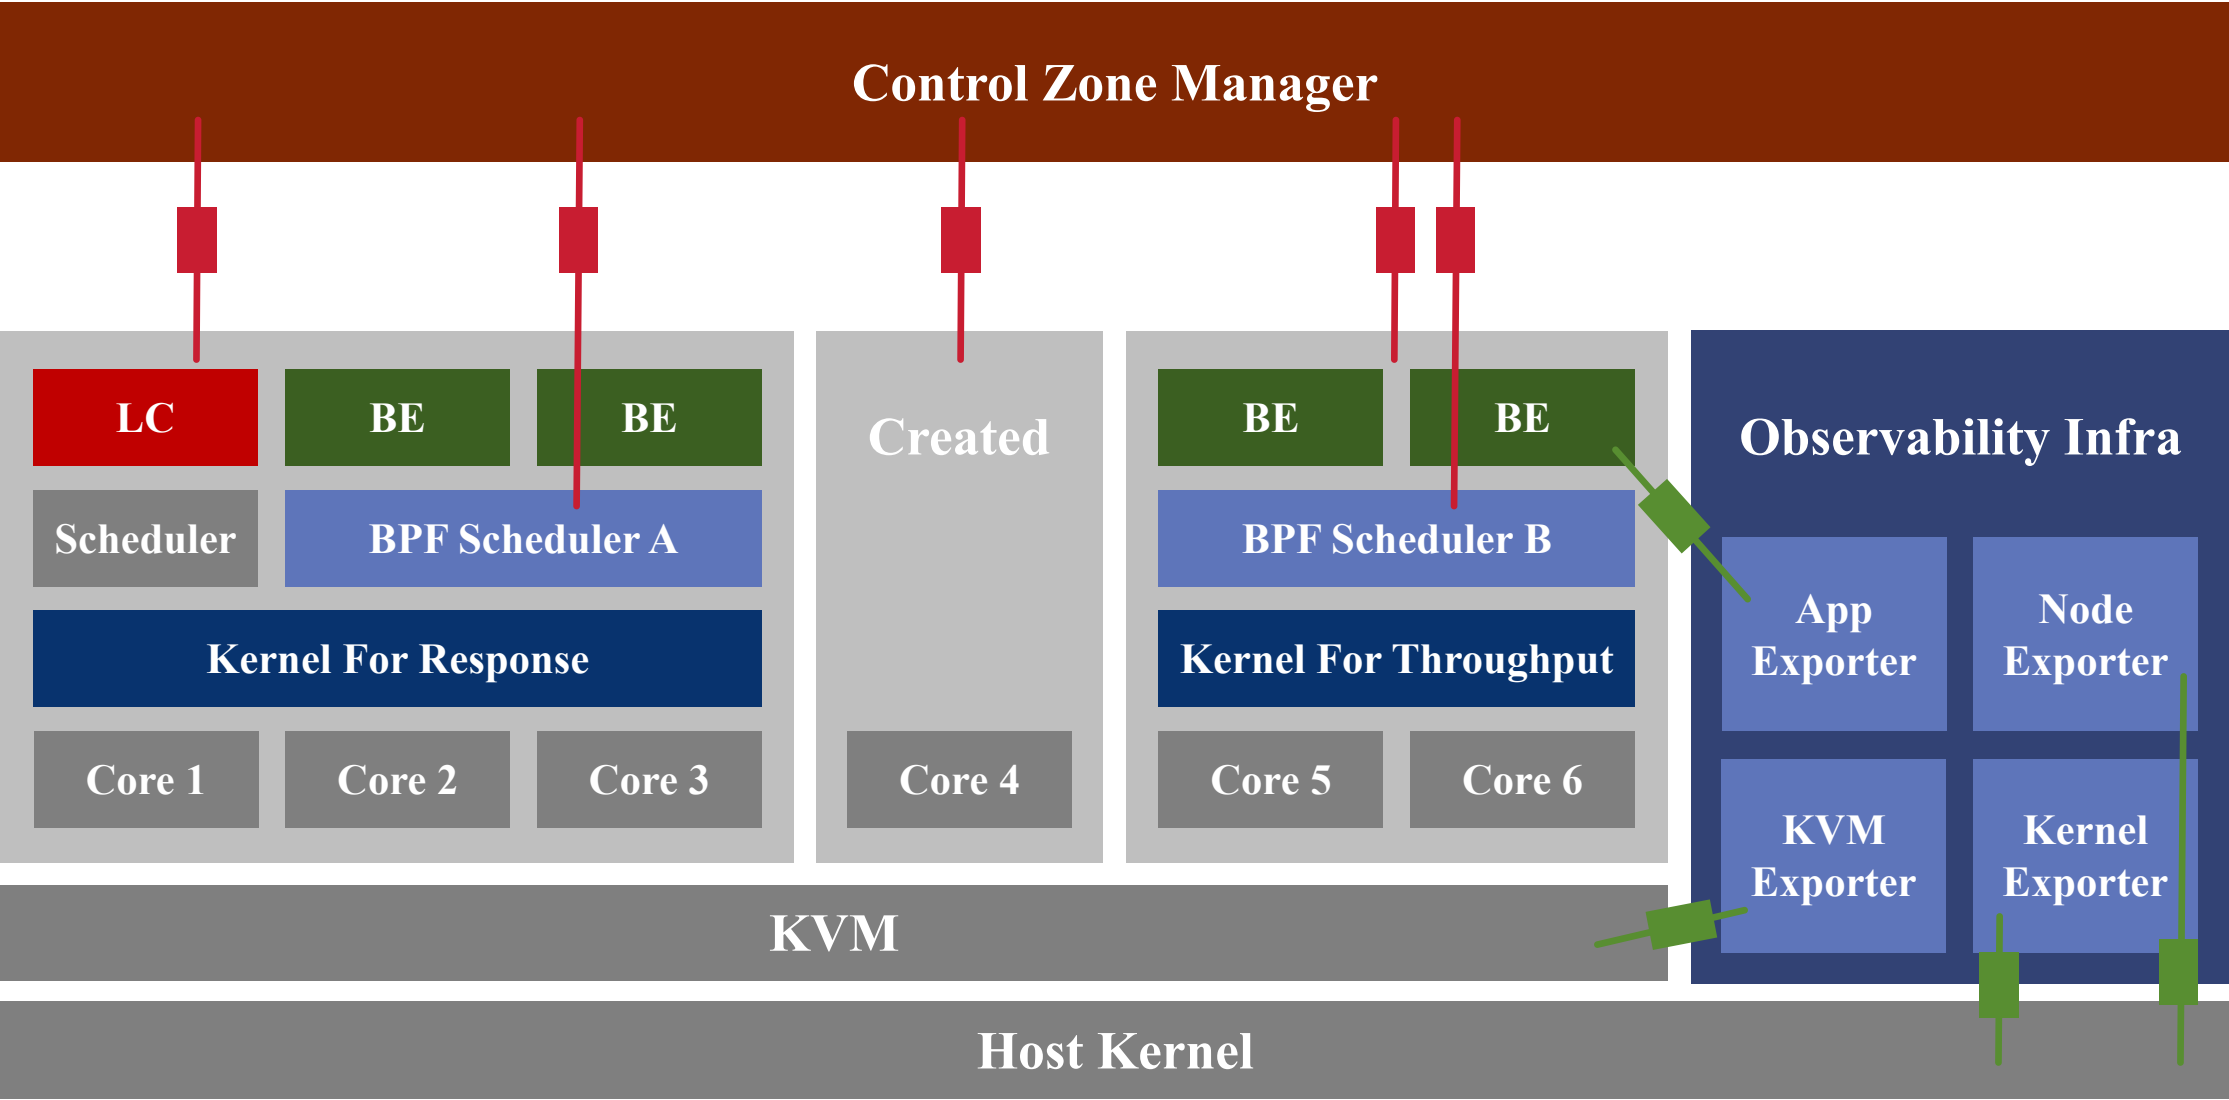 Control Zone Manager
LC
BE
BE
Scheduler
BPF Scheduler A
Kernel For Response
Core 1
Core 2
Core 3
Created
Core 4
BE
BE
BPF Scheduler B
Kernel For Throughput
Core 5
Core 6
Observability Infra
App
Exporter
Node
Exporter
KVM
Exporter
Kernel
Exporter
KVM
Host Kernel